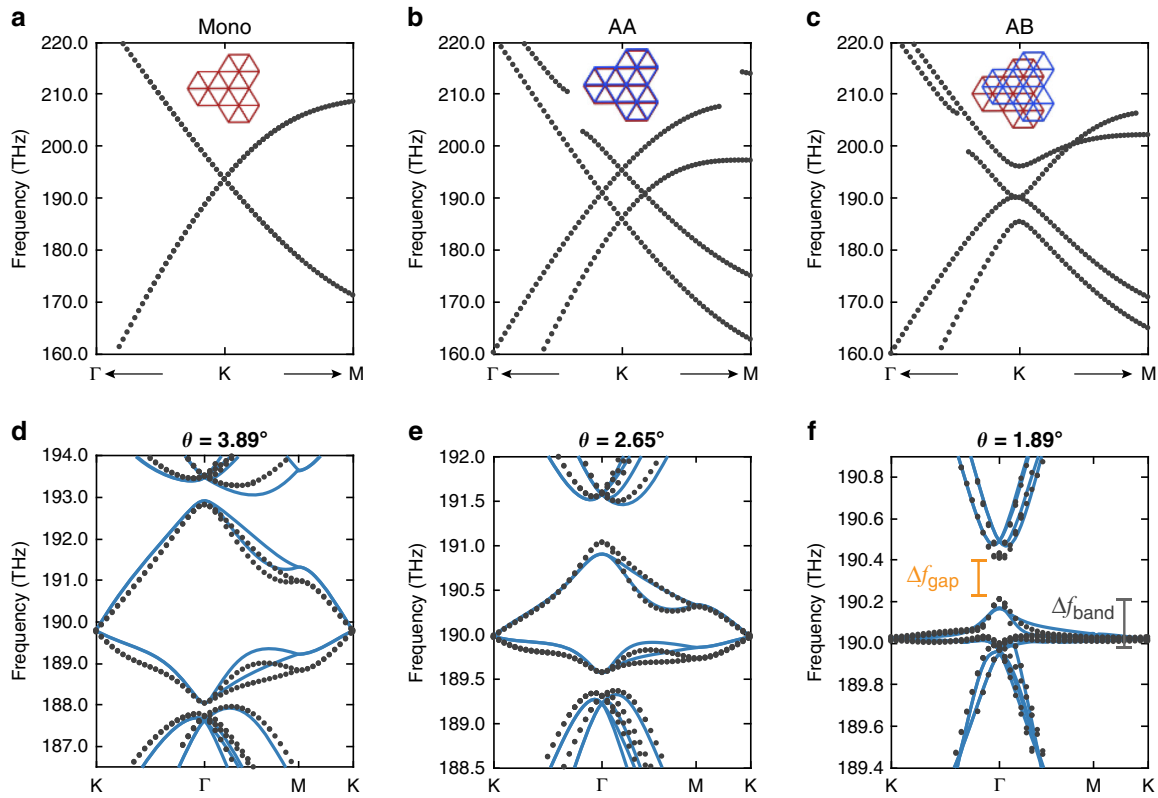 a
Mono
220.0
210.0
200.0
190.0
180.0
170.0
160.0
Frequency (THz)
Γ
K
M
b
AA
220.0
210.0
200.0
190.0
180.0
170.0
160.0
Frequency (THz)
Γ
K
M
c
AB
220.0
210.0
200.0
190.0
180.0
170.0
160.0
Frequency (THz)
Γ
K
M
d
θ = 3.89°
194.0
193.0
192.0
191.0
190.0
189.0
188.0
187.0
Frequency (THz)
K
Γ
M
K
e
θ = 2.65°
192.0
191.5
191.0
190.5
190.0
189.5
189.0
188.5
Frequency (THz)
K
Γ
M
K
f
θ = 1.89°
190.8
190.6
190.4
190.2
190.0
189.8
189.6
189.4
Frequency (THz)
Δf_gap
Δf_band
K
Γ
M
K